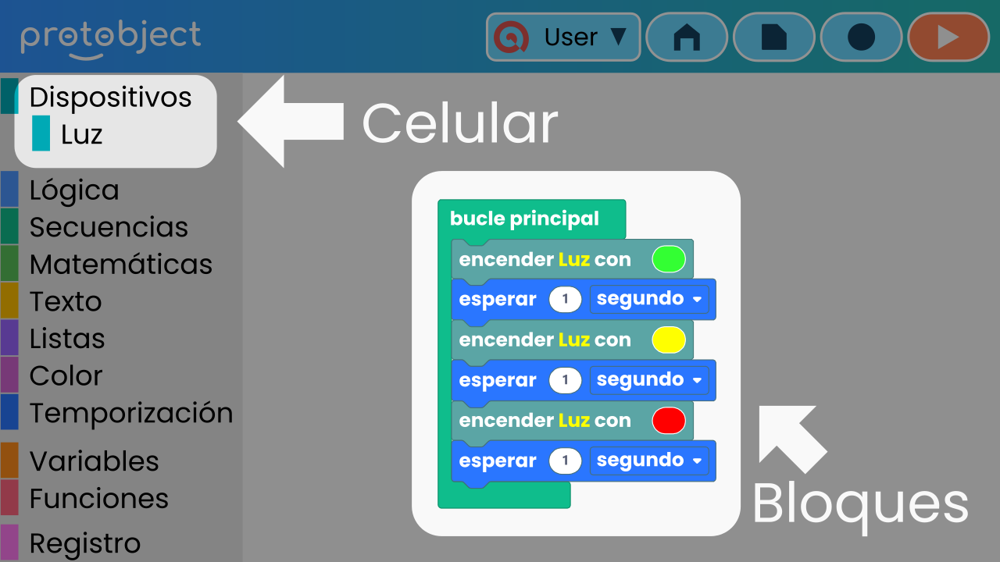 protobject
User
Dispositivos
Luz
Celular
Lógica
Secuencias
Matemáticas
Texto
Listas
Color
Temporización
Variables
Funciones
Registro
bucle principal
encender Luz con
esperar 1 segundo
encender Luz con
esperar 1 segundo
encender Luz con
esperar 1 segundo
Bloques